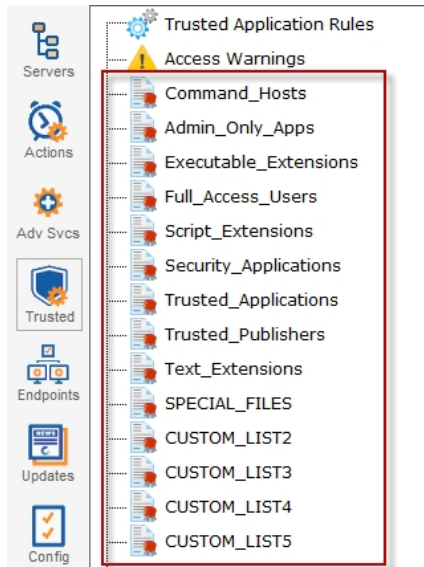 Servers
Actions
Adv Svcs
Trusted
Endpoints
NEWS
Updates
Config
Trusted Application Rules
Access Warnings
Command_Hosts
Admin_Only_Apps
Executable_Extensions
Full_Access_Users
Script_Extensions
Security_Applications
Trusted_Applications
Trusted_Publishers
Text_Extensions
SPECIAL_FILES
CUSTOM_LIST2
CUSTOM_LIST3
CUSTOM_LIST4
CUSTOM_LIST5